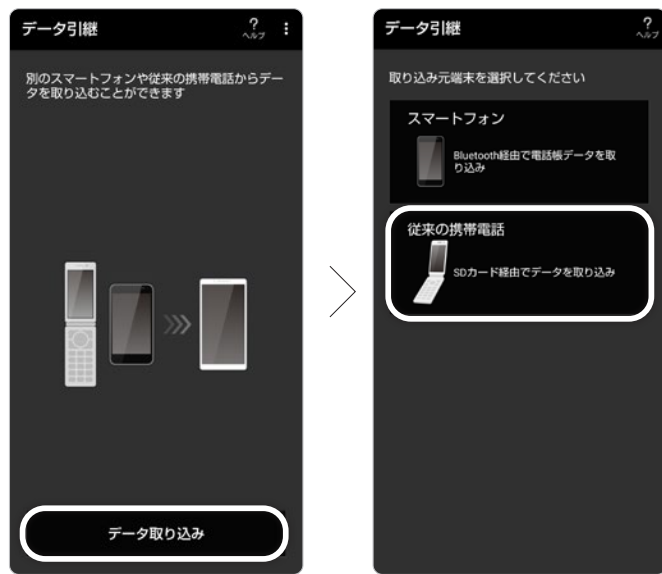 データ引継
?
ヘルプ
別のスマートフォンや従来の携帯電話からデー
タを取り込むことができます
データ取り込み
データ引継
?
ヘルプ
取り込み元端末を選択してください
スマートフォン
Bluetooth経由で電話帳データを取
り込み
従来の携帯電話
SDカード経由でデータを取り込み